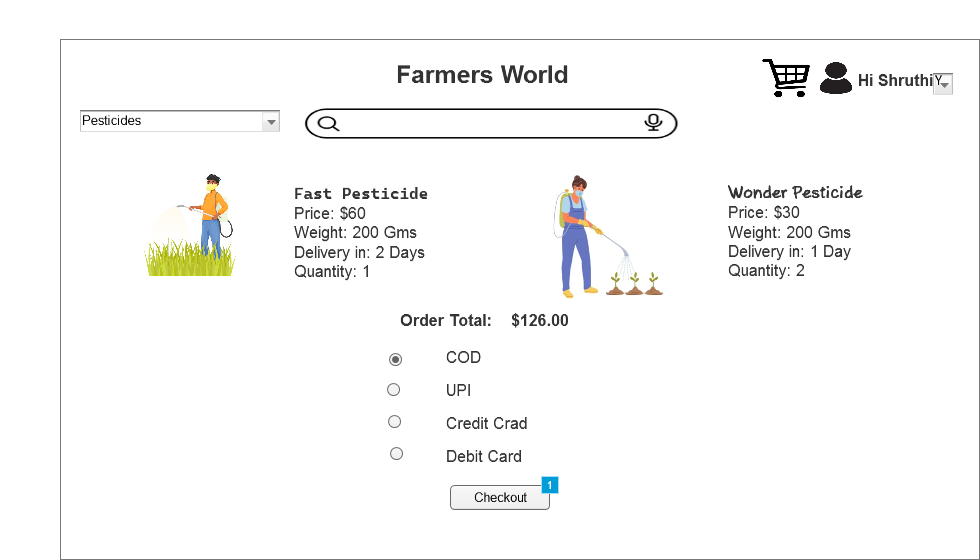 Farmers World
Hi Shruthi
Y
Pesticides
Fast Pesticide
Price: $60
Weight: 200 Gms
Delivery in: 2 Days
Quantity: 1
Wonder Pesticide
Price: $30
Weight: 200 Gms
Delivery in: 1 Day
Quantity: 2
Order Total: $126.00
COD
UPI
Credit Crad
Debit Card
Checkout
1